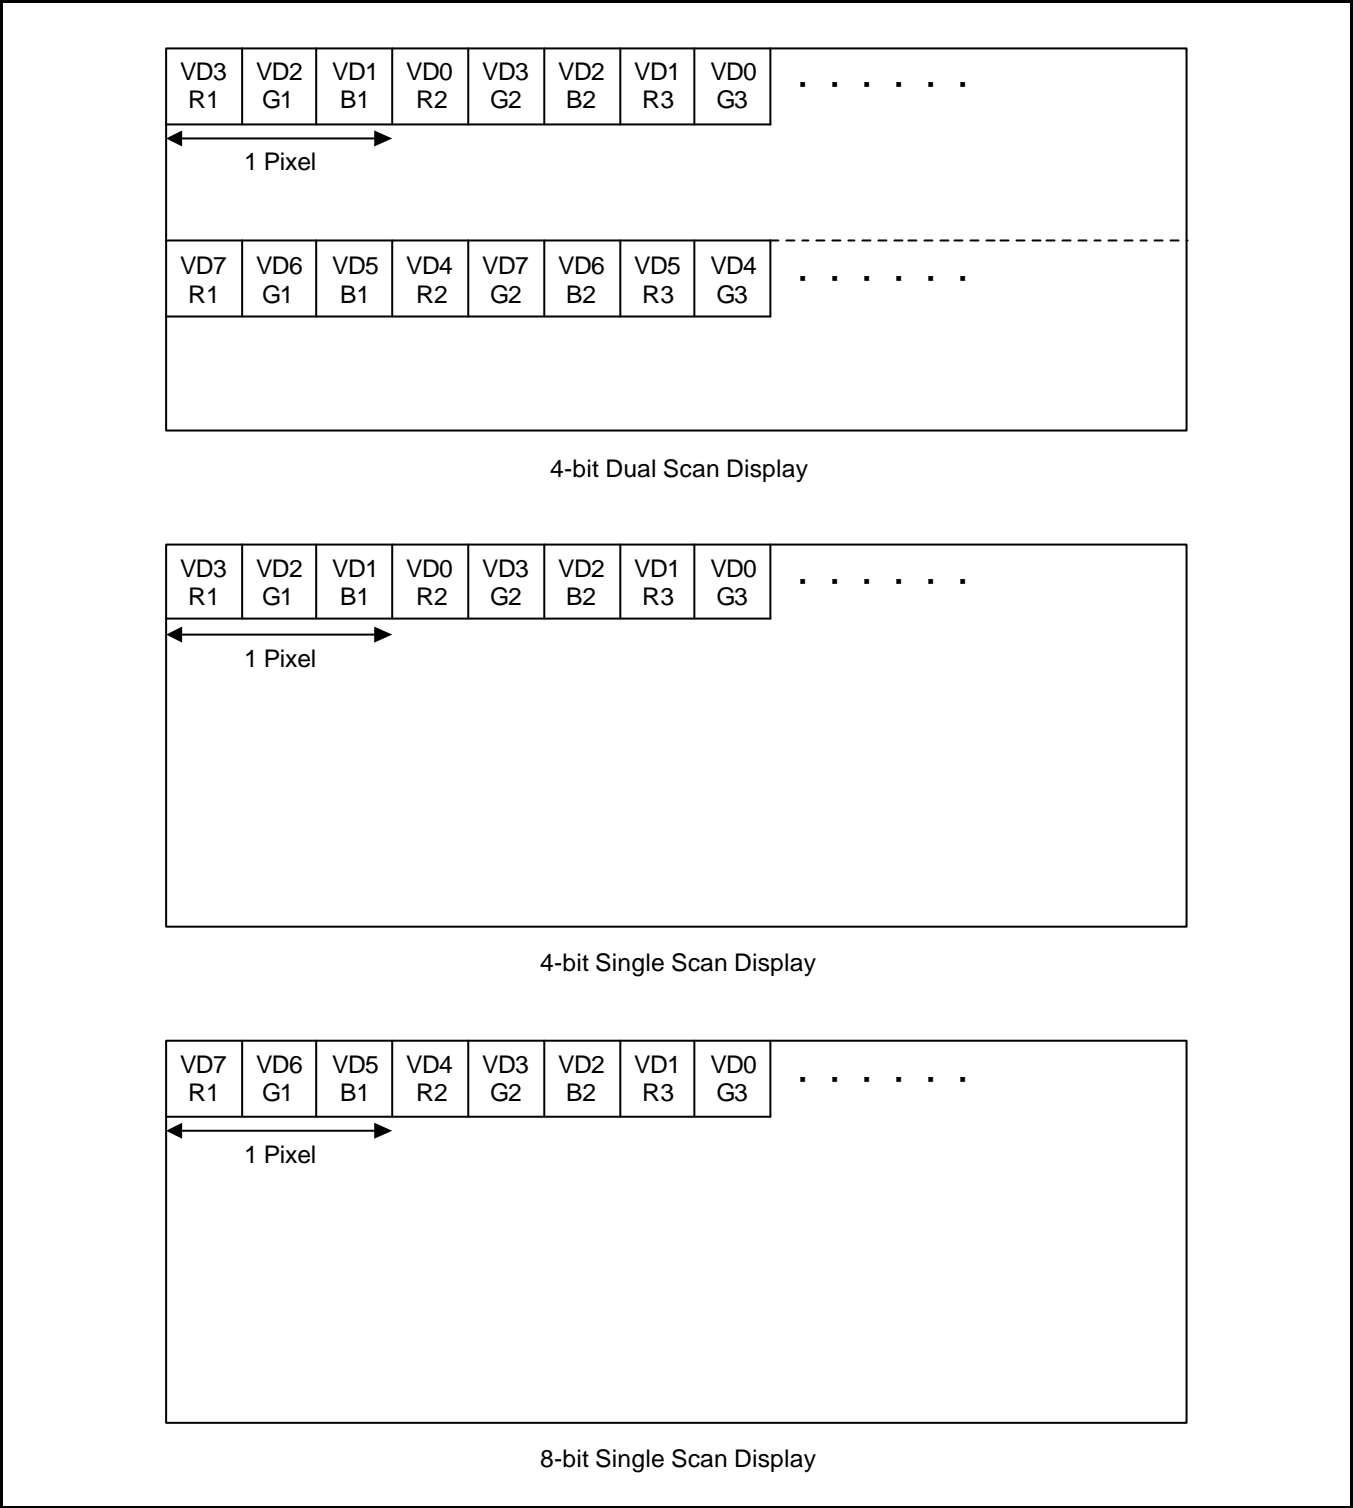 VD3 VD2 VD1 VD0 VD3 VD2 VD1 VD0 . . . . . .
R1 G1 B1 R2 G2 B2 R3 G3
1 Pixel
VD7 VD6 VD5 VD4 VD7 VD6 VD5 VD4 . . . . . .
R1 G1 B1 R2 G2 B2 R3 G3
4-bit Dual Scan Display
VD3 VD2 VD1 VD0 VD3 VD2 VD1 VD0 . . . . . .
R1 G1 B1 R2 G2 B2 R3 G3
1 Pixel
4-bit Single Scan Display
VD7 VD6 VD5 VD4 VD3 VD2 VD1 VD0 . . . . . .
R1 G1 B1 R2 G2 B2 R3 G3
1 Pixel
8-bit Single Scan Display